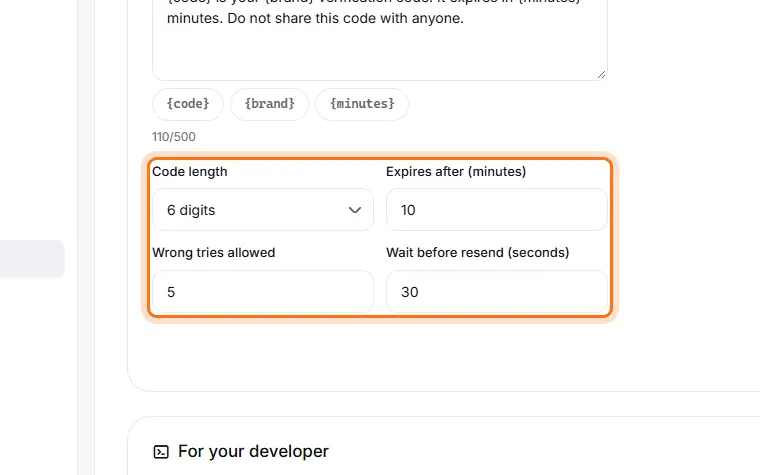 {code} is your {brand} verification code. It expires in {minutes}
minutes. Do not share this code with anyone.
{code} {brand} {minutes}
110/500
Code length Expires after (minutes)
6 digits 10
Wrong tries allowed Wait before resend (seconds)
5 30
For your developer